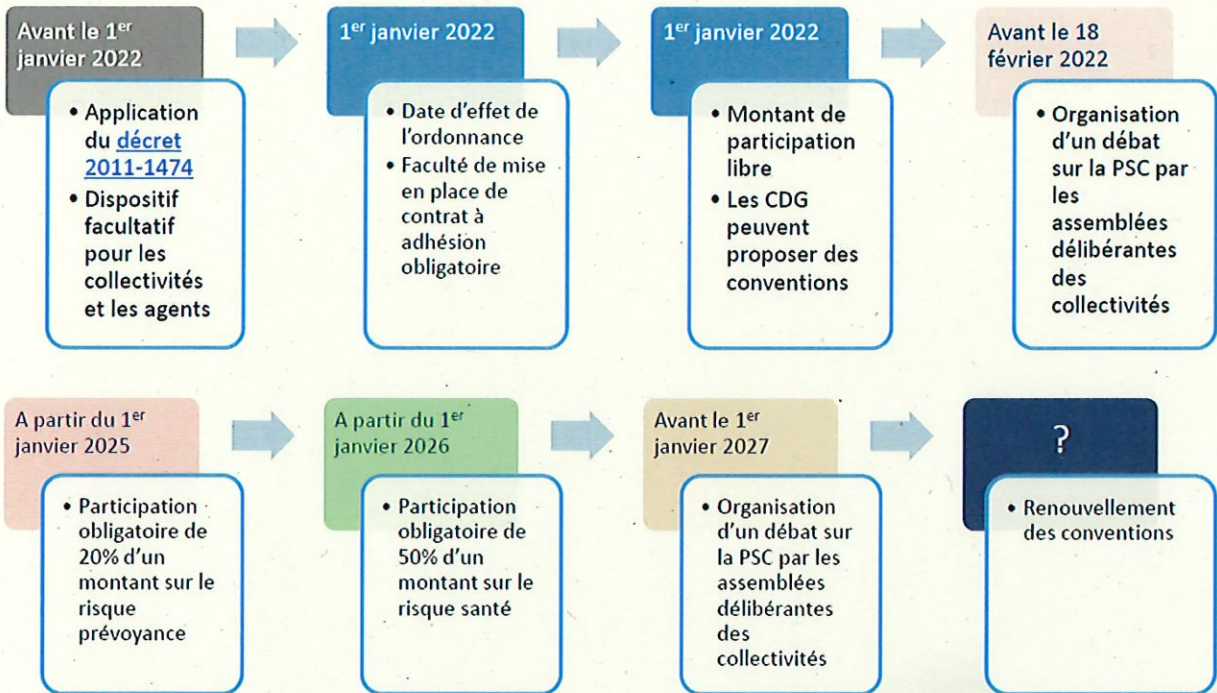 Avant le 1er
janvier 2022
• Application
du décret
2011-1474
• Dispositif
facultatif
pour les
collectivités
et les agents
1er janvier 2022
• Date d'effet de
l'ordonnance
• Faculté de mise
en place de
contrat à
adhésion
obligatoire
1er janvier 2022
• Montant de
participation
libre
• Les CDG
peuvent
proposer des
conventions
Avant le 18
février 2022
• Organisation
d'un débat
sur la PSC par
les
assemblées
délibérantes
des
collectivités
A partir du 1er
janvier 2025
• Participation
obligatoire de
20% d'un
montant sur le
risque
prévoyance
A partir du 1er
janvier 2026
• Participation
obligatoire de
50% d'un
montant sur le
risque santé
Avant le 1er
janvier 2027
• Organisation
d'un débat sur
la PSC par les
assemblées
délibérantes
des
collectivités
?
• Renouvellement
des conventions